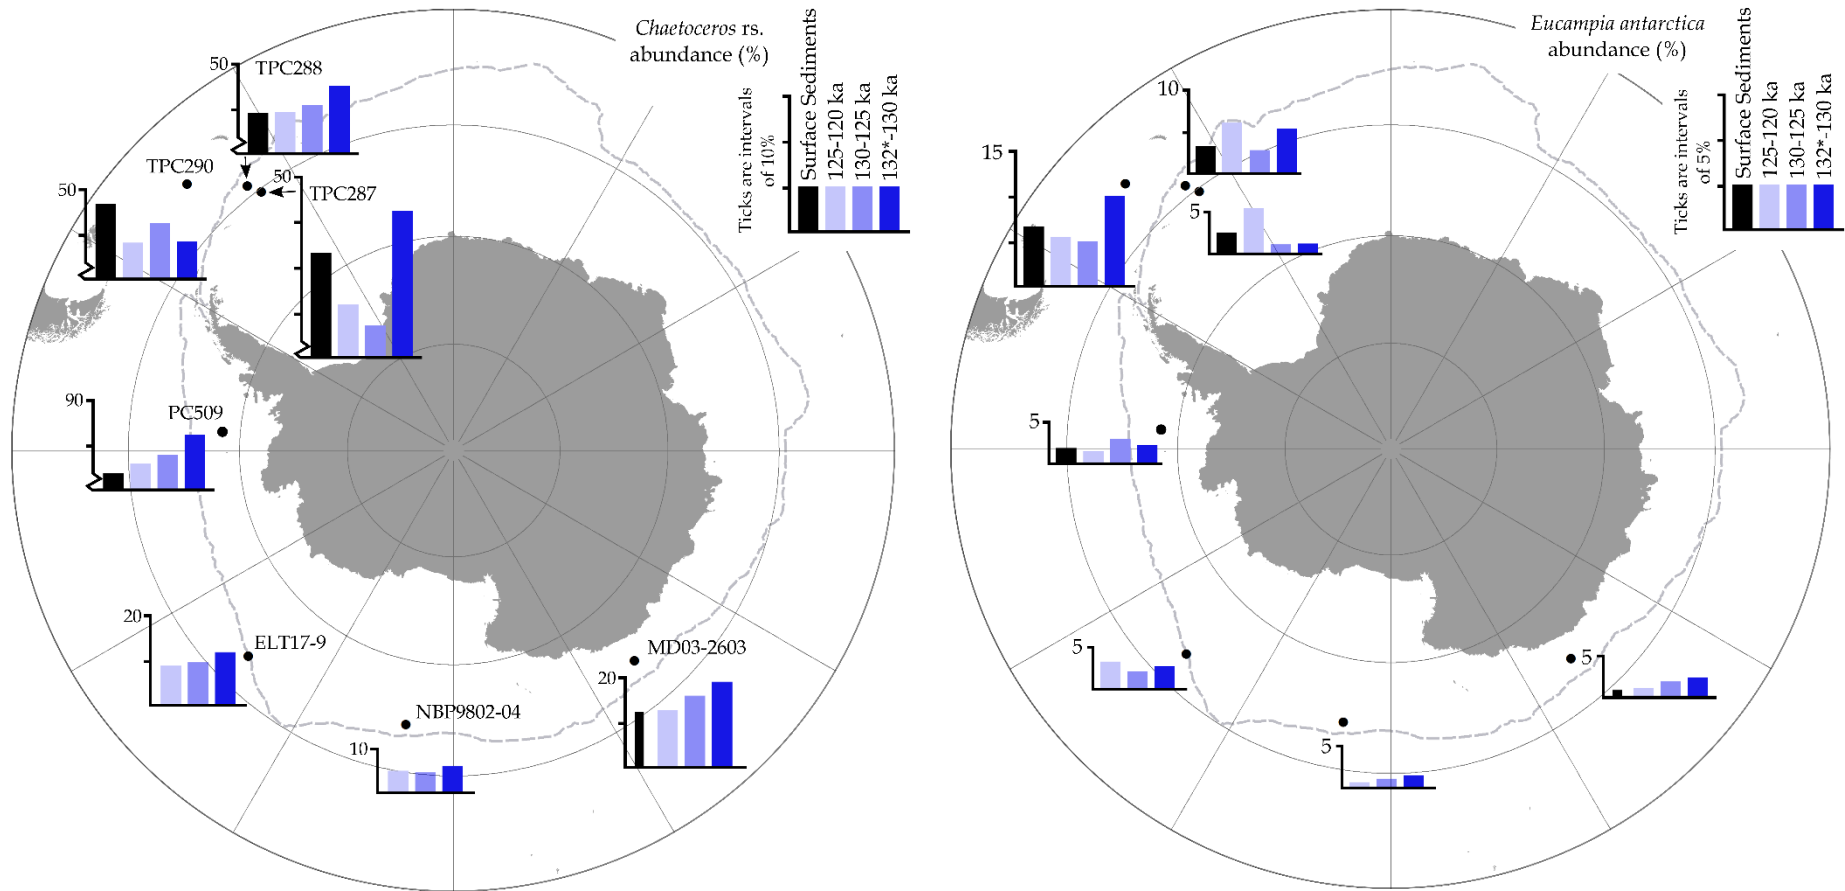 Chaetoceros rs.
abundance (%)
Ticks are intervals
of 10%
Surface Sediments
125-120 ka
130-125 ka
132*-130 ka
50
TPC288
TPC290
50
50
TPC287
90
PC509
20
ELT17-9
NBP9802-04
10
MD03-2603
20
Eucampia antarctica
abundance (%)
Ticks are intervals
of 5%
Surface Sediments
125-120 ka
130-125 ka
132*-130 ka
10
15
5
5
5
5
5